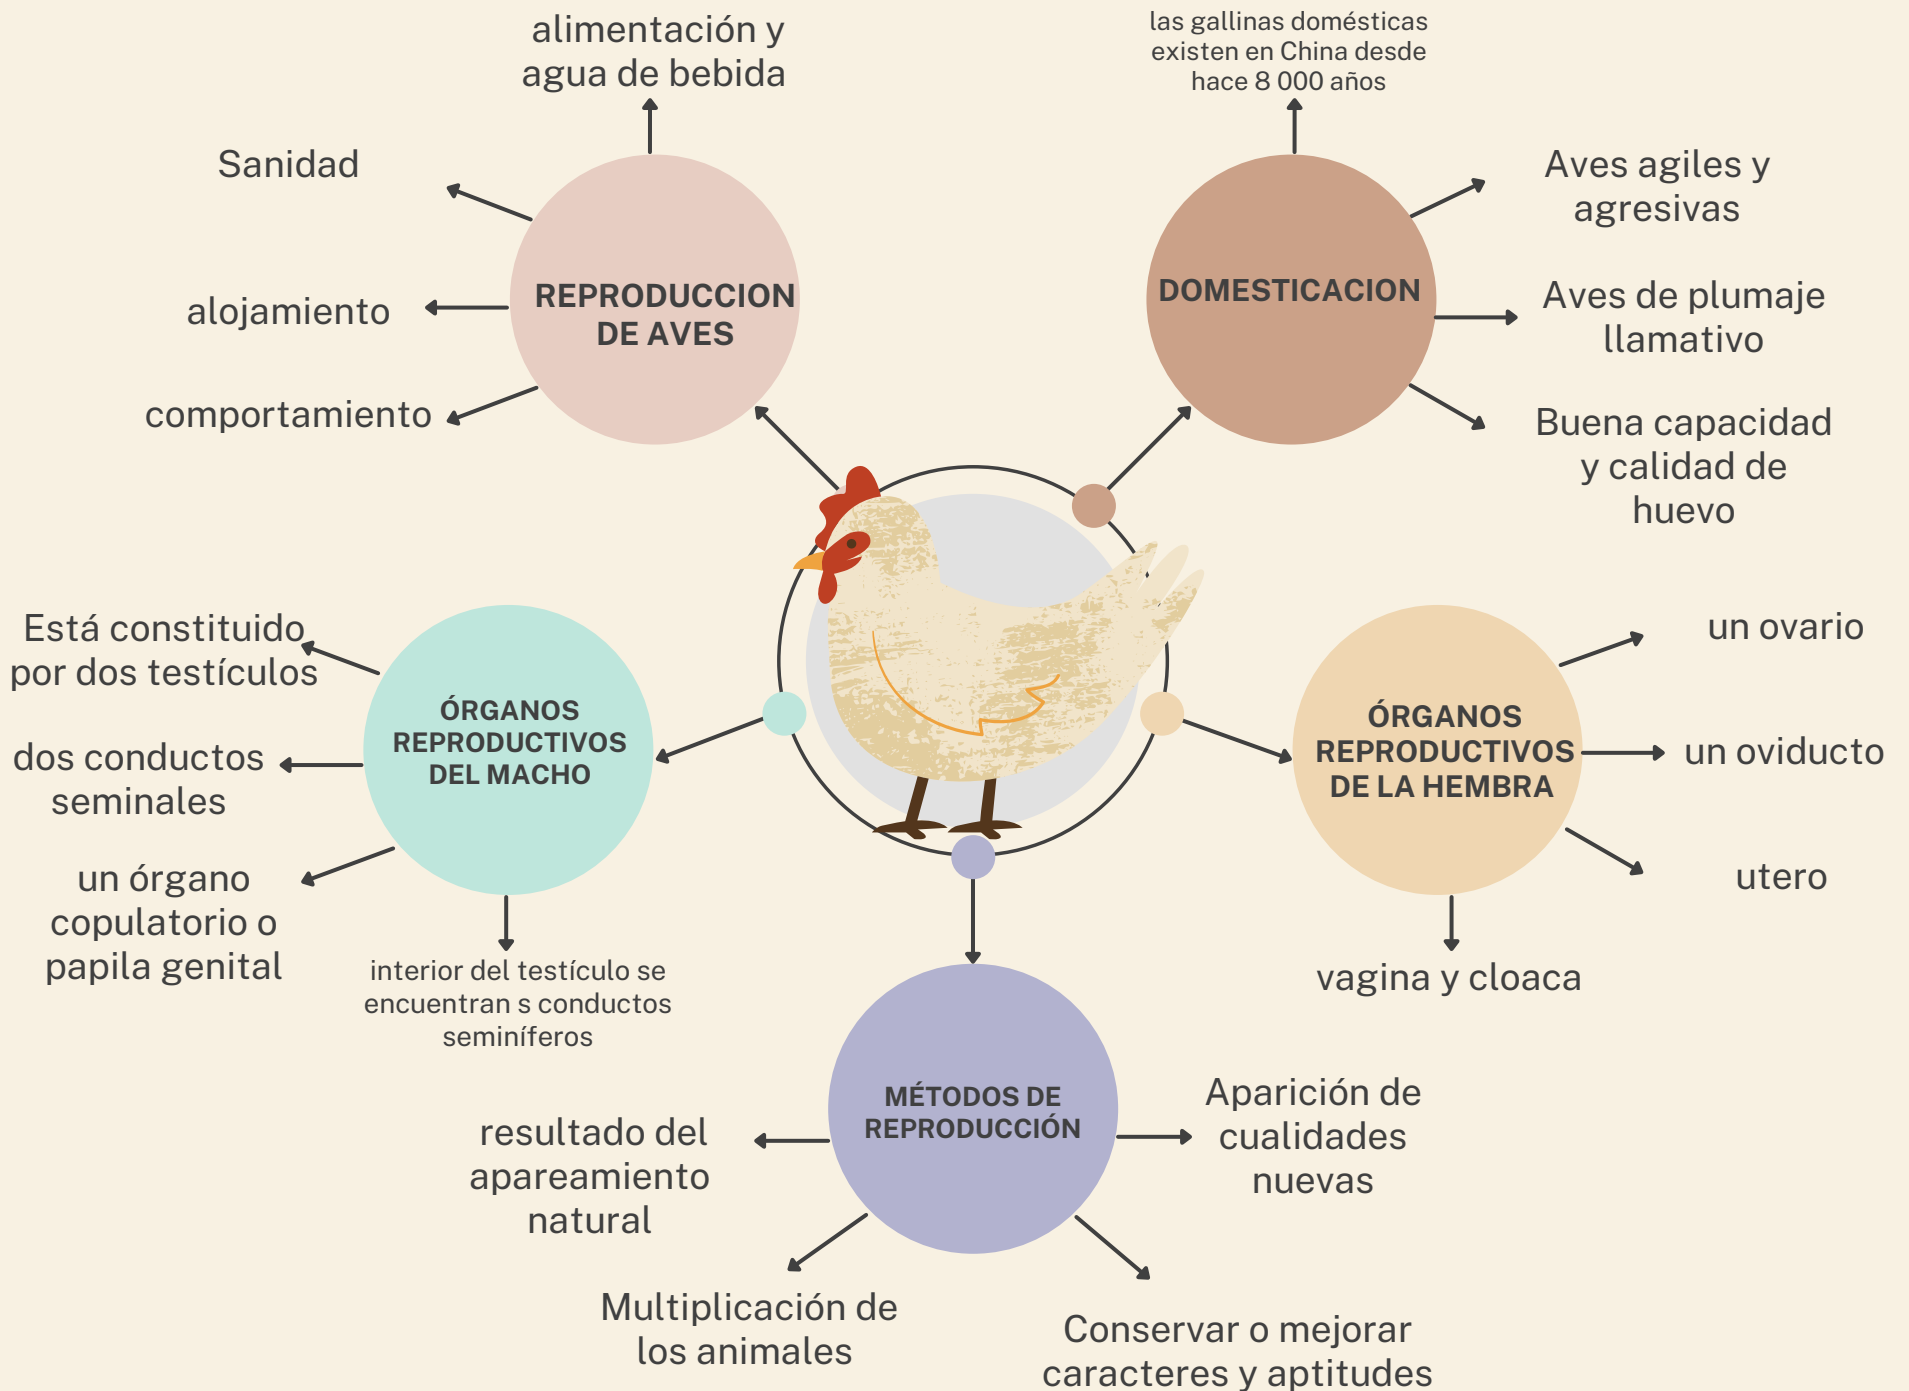 alimentación y
agua de bebida
Sanidad
alojamiento
comportamiento
REPRODUCCION
DE AVES
las gallinas domésticas
existen en China desde
hace 8 000 años
Aves agiles y
agresivas
Aves de plumaje
llamativo
Buena capacidad
y calidad de
huevo
DOMESTICACION
Está constituido
por dos testículos
dos conductos
seminales
un órgano
copulatorio o
papila genital
interior del testículo se
encuentran s conductos
seminíferos
ÓRGANOS
REPRODUCTIVOS
DEL MACHO
ÓRGANOS
REPRODUCTIVOS
DE LA HEMBRA
un ovario
un oviducto
utero
vagina y cloaca
MÉTODOS DE
REPRODUCCIÓN
resultado del
apareamiento
natural
Multiplicación de
los animales
Aparición de
cualidades
nuevas
Conservar o mejorar
caracteres y aptitudes